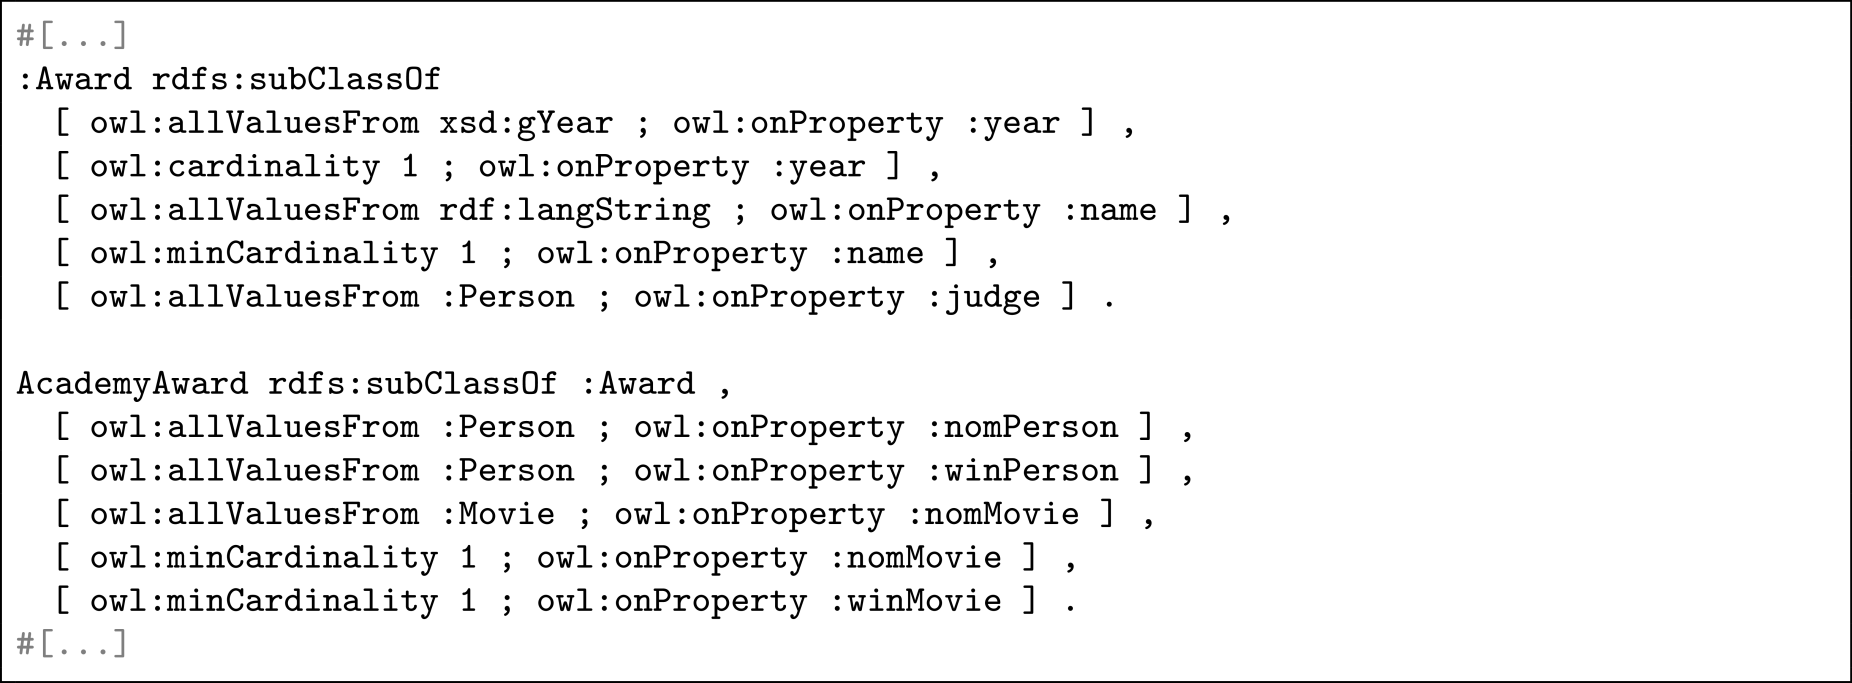 #[...]
:Award rdfs:subClassOf
  [ owl:allValuesFrom xsd:gYear ; owl:onProperty :year ] ,
  [ owl:cardinality 1 ; owl:onProperty :year ] ,
  [ owl:allValuesFrom rdf:langString ; owl:onProperty :name ] ,
  [ owl:minCardinality 1 ; owl:onProperty :name ] ,
  [ owl:allValuesFrom :Person ; owl:onProperty :judge ] .

AcademyAward rdfs:subClassOf :Award ,
  [ owl:allValuesFrom :Person ; owl:onProperty :nomPerson ] ,
  [ owl:allValuesFrom :Person ; owl:onProperty :winPerson ] ,
  [ owl:allValuesFrom :Movie ; owl:onProperty :nomMovie ] ,
  [ owl:minCardinality 1 ; owl:onProperty :nomMovie ] ,
  [ owl:minCardinality 1 ; owl:onProperty :winMovie ] .
#[...]